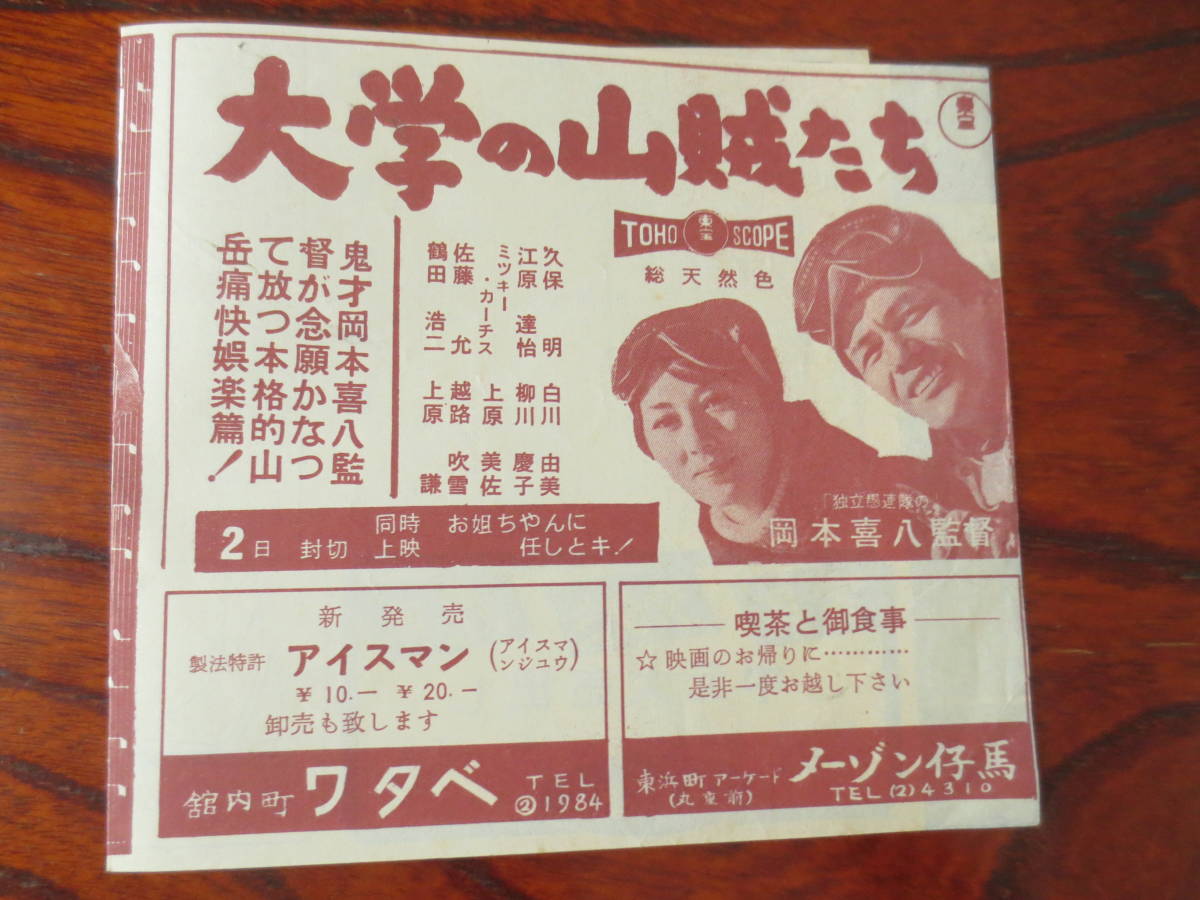 大学の山賊たち
東宝
TOHO 東宝 SCOPE
総天然色
久保 明 白川 由美
江原 達怡 柳川 慶子
ミッキー・カーチス 上原 美佐
佐藤 允 越路 吹雪
鶴田 浩二 上原 謙
鬼才岡本喜八監
督が念願かなつ
て放つ本格的山
岳痛快娯楽篇！
「独立愚連隊の」
岡本喜八監督
2日 封切 同時上映 お姐ちやんに
任しとキ！
新発売
製法特許 アイスマン (アイスマンジユウ)
￥10.― ￥20.―
卸売も致します
舘内町 ワタベ TEL ②1984
喫茶と御食事
☆映画のお帰りに…………
是非一度お越し下さい
東浜町アーケード メーゾン仔馬
(丸京前) TEL(2)4310